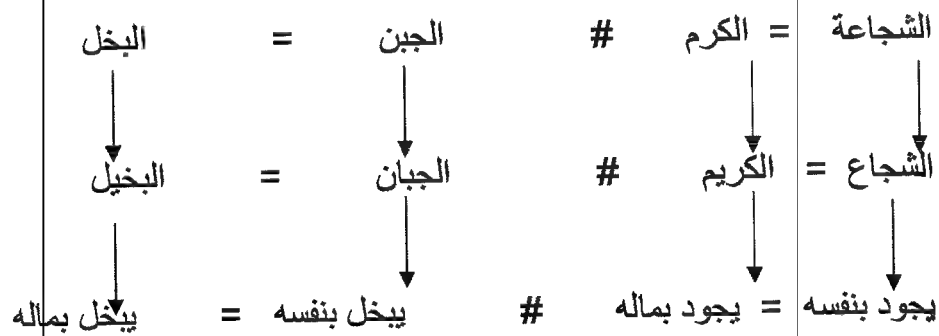 الشجاعة = الكرم # الجبن = البخل
الشجاع = الكريم # الجبان = البخيل
يجود بنفسه = يجود بماله # يبخل بنفسه = يبخل بماله